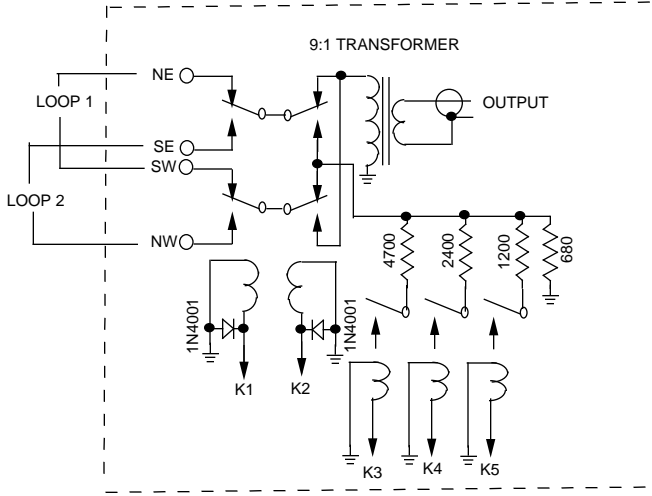 9:1 TRANSFORMER
NE
LOOP 1
OUTPUT
SE
SW
LOOP 2
NW
4700
2400
1200
680
1N4001
1N4001
K1
K2
K3
K4
K5